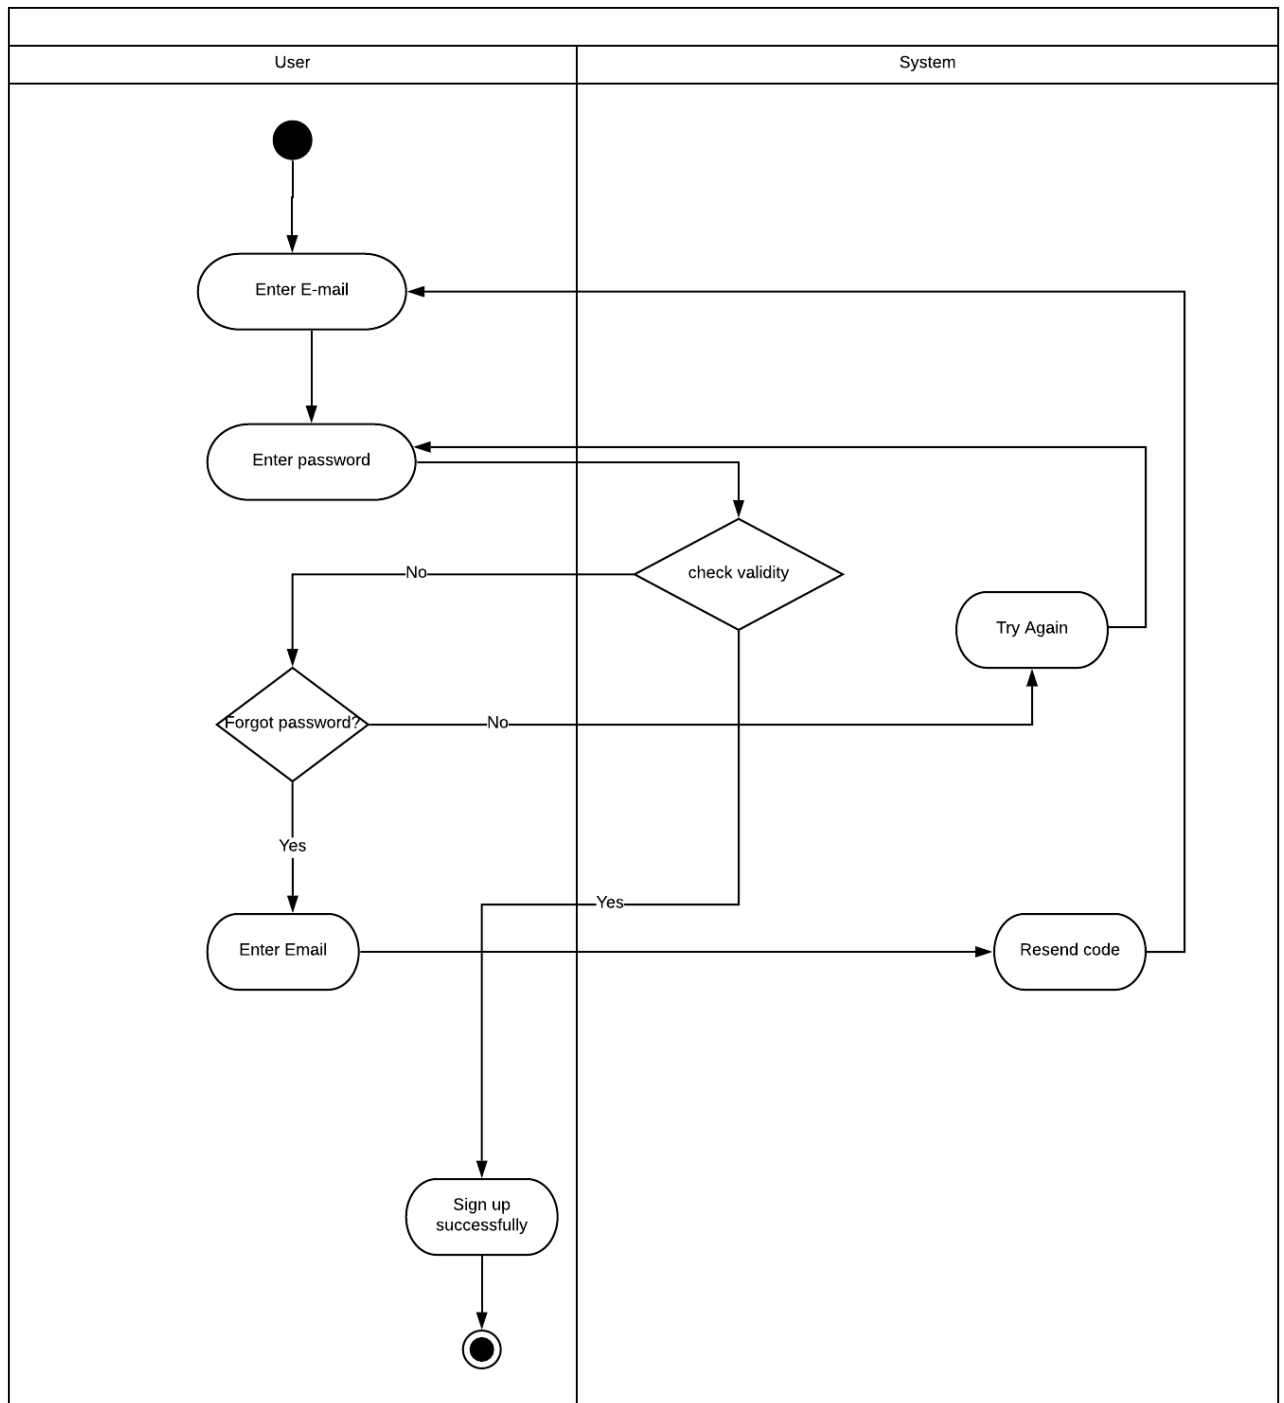 User
System
Enter E-mail
Enter password
No
check validity
Try Again
Forgot password?
No
Yes
Yes
Enter Email
Resend code
Sign up
successfully